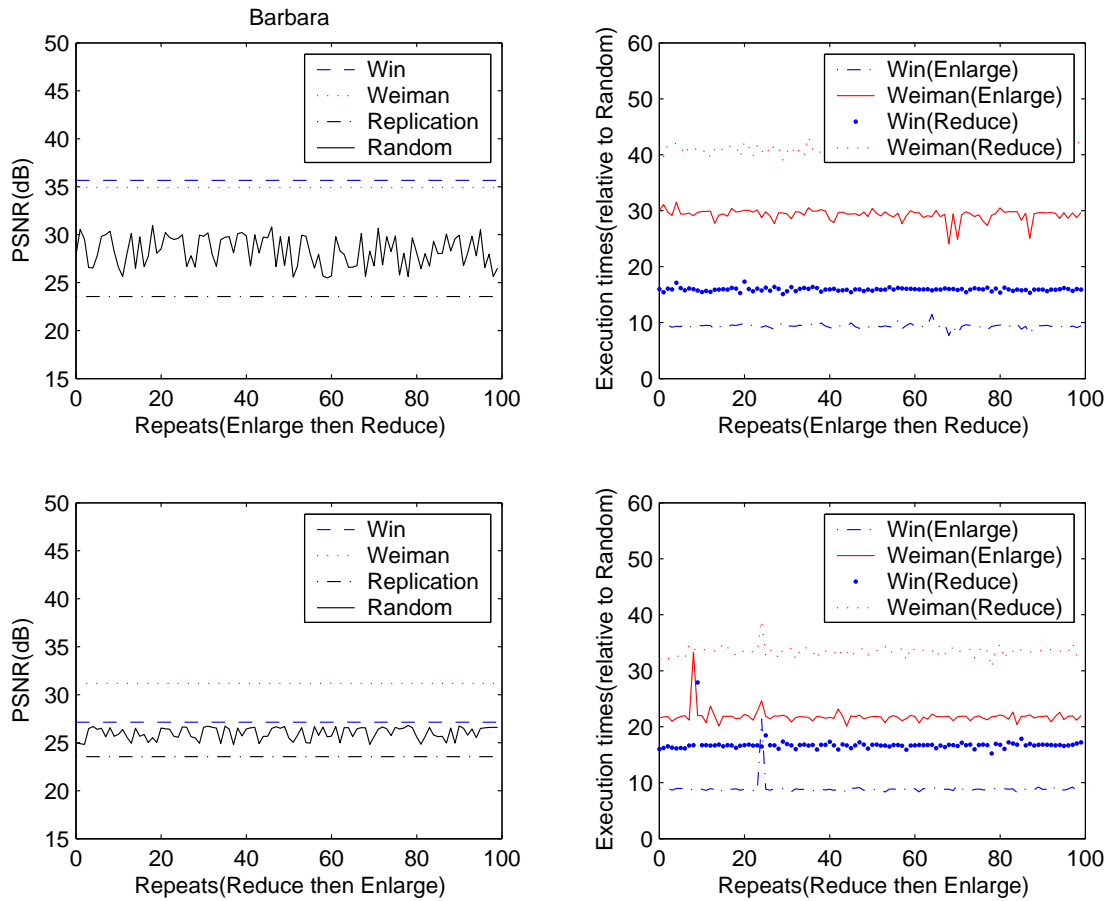 Barbara
50
45
40
35
30
25
20
15
PSNR(dB)
Win
Weiman
Replication
Random
0 20 40 60 80 100
Repeats(Enlarge then Reduce)
60
50
40
30
20
10
0
Execution times(relative to Random)
Win(Enlarge)
Weiman(Enlarge)
Win(Reduce)
Weiman(Reduce)
0 20 40 60 80 100
Repeats(Enlarge then Reduce)
50
45
40
35
30
25
20
15
PSNR(dB)
Win
Weiman
Replication
Random
0 20 40 60 80 100
Repeats(Reduce then Enlarge)
60
50
40
30
20
10
0
Execution times(relative to Random)
Win(Enlarge)
Weiman(Enlarge)
Win(Reduce)
Weiman(Reduce)
0 20 40 60 80 100
Repeats(Reduce then Enlarge)